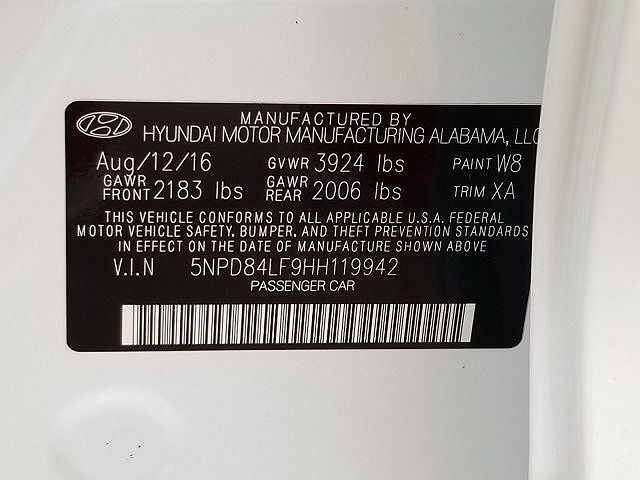 MANUFACTURED BY
HYUNDAI MOTOR MANUFACTURING ALABAMA, LLC
Aug/12/16 GVWR 3924 lbs PAINT W8
GAWR FRONT 2183 lbs GAWR REAR 2006 lbs TRIM XA
THIS VEHICLE CONFORMS TO ALL APPLICABLE U.S.A. FEDERAL
MOTOR VEHICLE SAFETY, BUMPER, AND THEFT PREVENTION STANDARDS
IN EFFECT ON THE DATE OF MANUFACTURE SHOWN ABOVE
V.I.N 5NPD84LF9HH119942
PASSENGER CAR